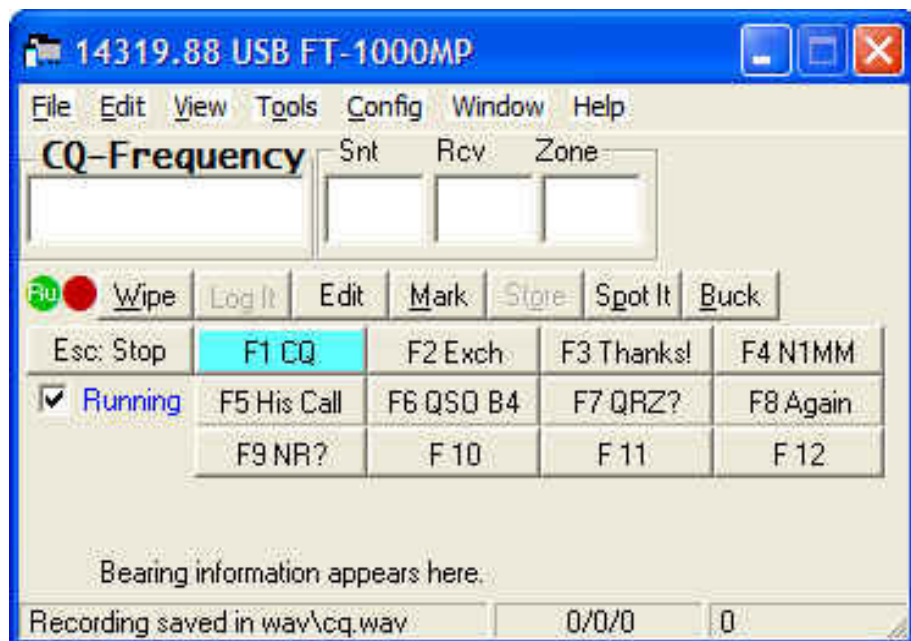 14319.88 USB FT-1000MP
File Edit View Tools Config Window Help
CQ-Frequency Snt Rcv Zone
Ru Wipe Log It Edit Mark Store Spot It Buck
Esc: Stop F1 CQ F2 Exch F3 Thanks! F4 N1MM
Running F5 His Call F6 QSO B4 F7 QRZ? F8 Again
F9 NR? F 10 F 11 F 12
Bearing information appears here.
Recording saved in wav\cq.wav 0/0/0 0